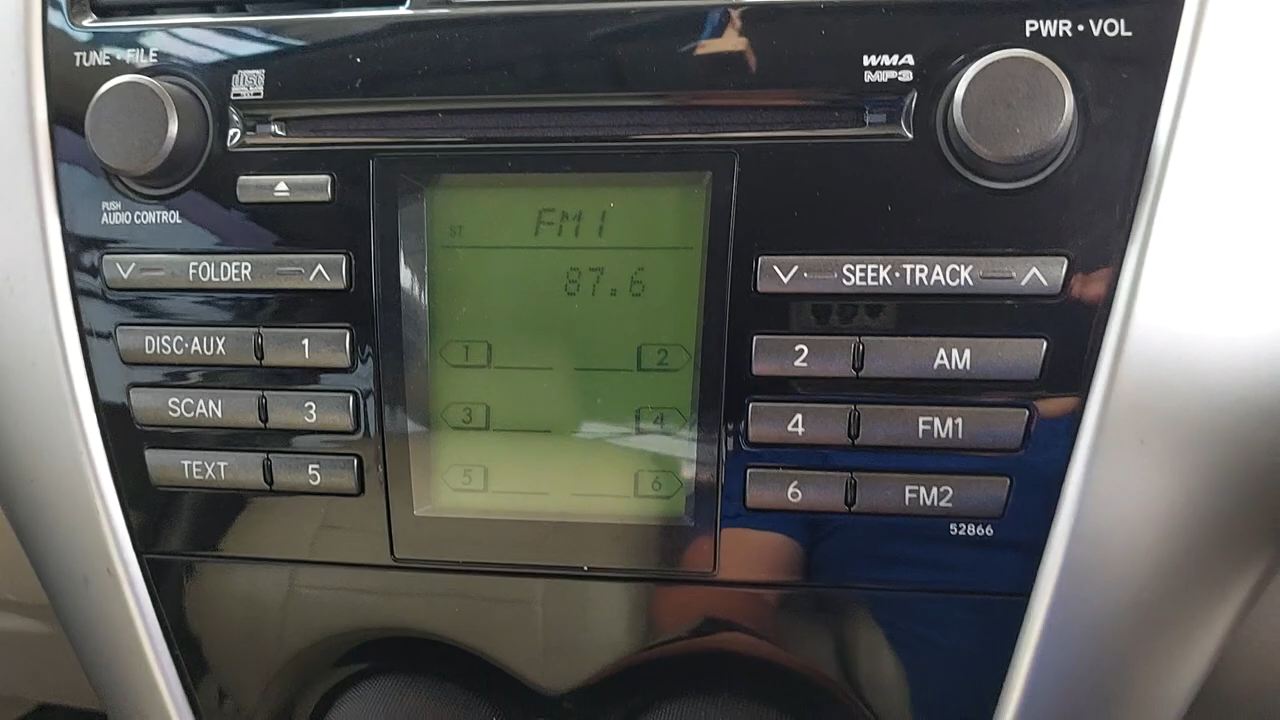 PWR • VOL
TUNE • FILE
disc
WMA
MP3
PUSH
AUDIO CONTROL
ST FM1
FOLDER
87.6
SEEK•TRACK
DISC•AUX 1
1 2
2 AM
SCAN 3
3 4
4 FM1
TEXT 5
5 6
6 FM2
52866